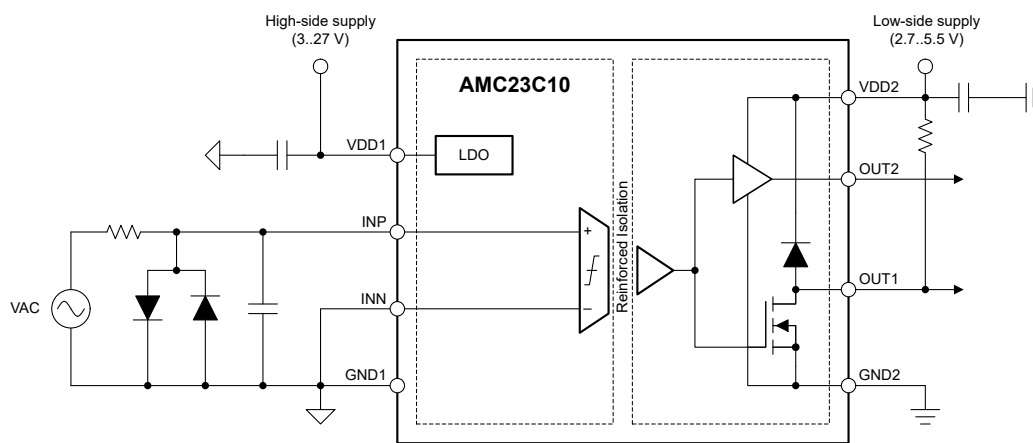 High-side supply
(3..27 V)
Low-side supply
(2.7..5.5 V)
AMC23C10
VDD1
LDO
VDD2
OUT2
INP
+
Reinforced Isolation
VAC
INN
−
OUT1
GND1
GND2